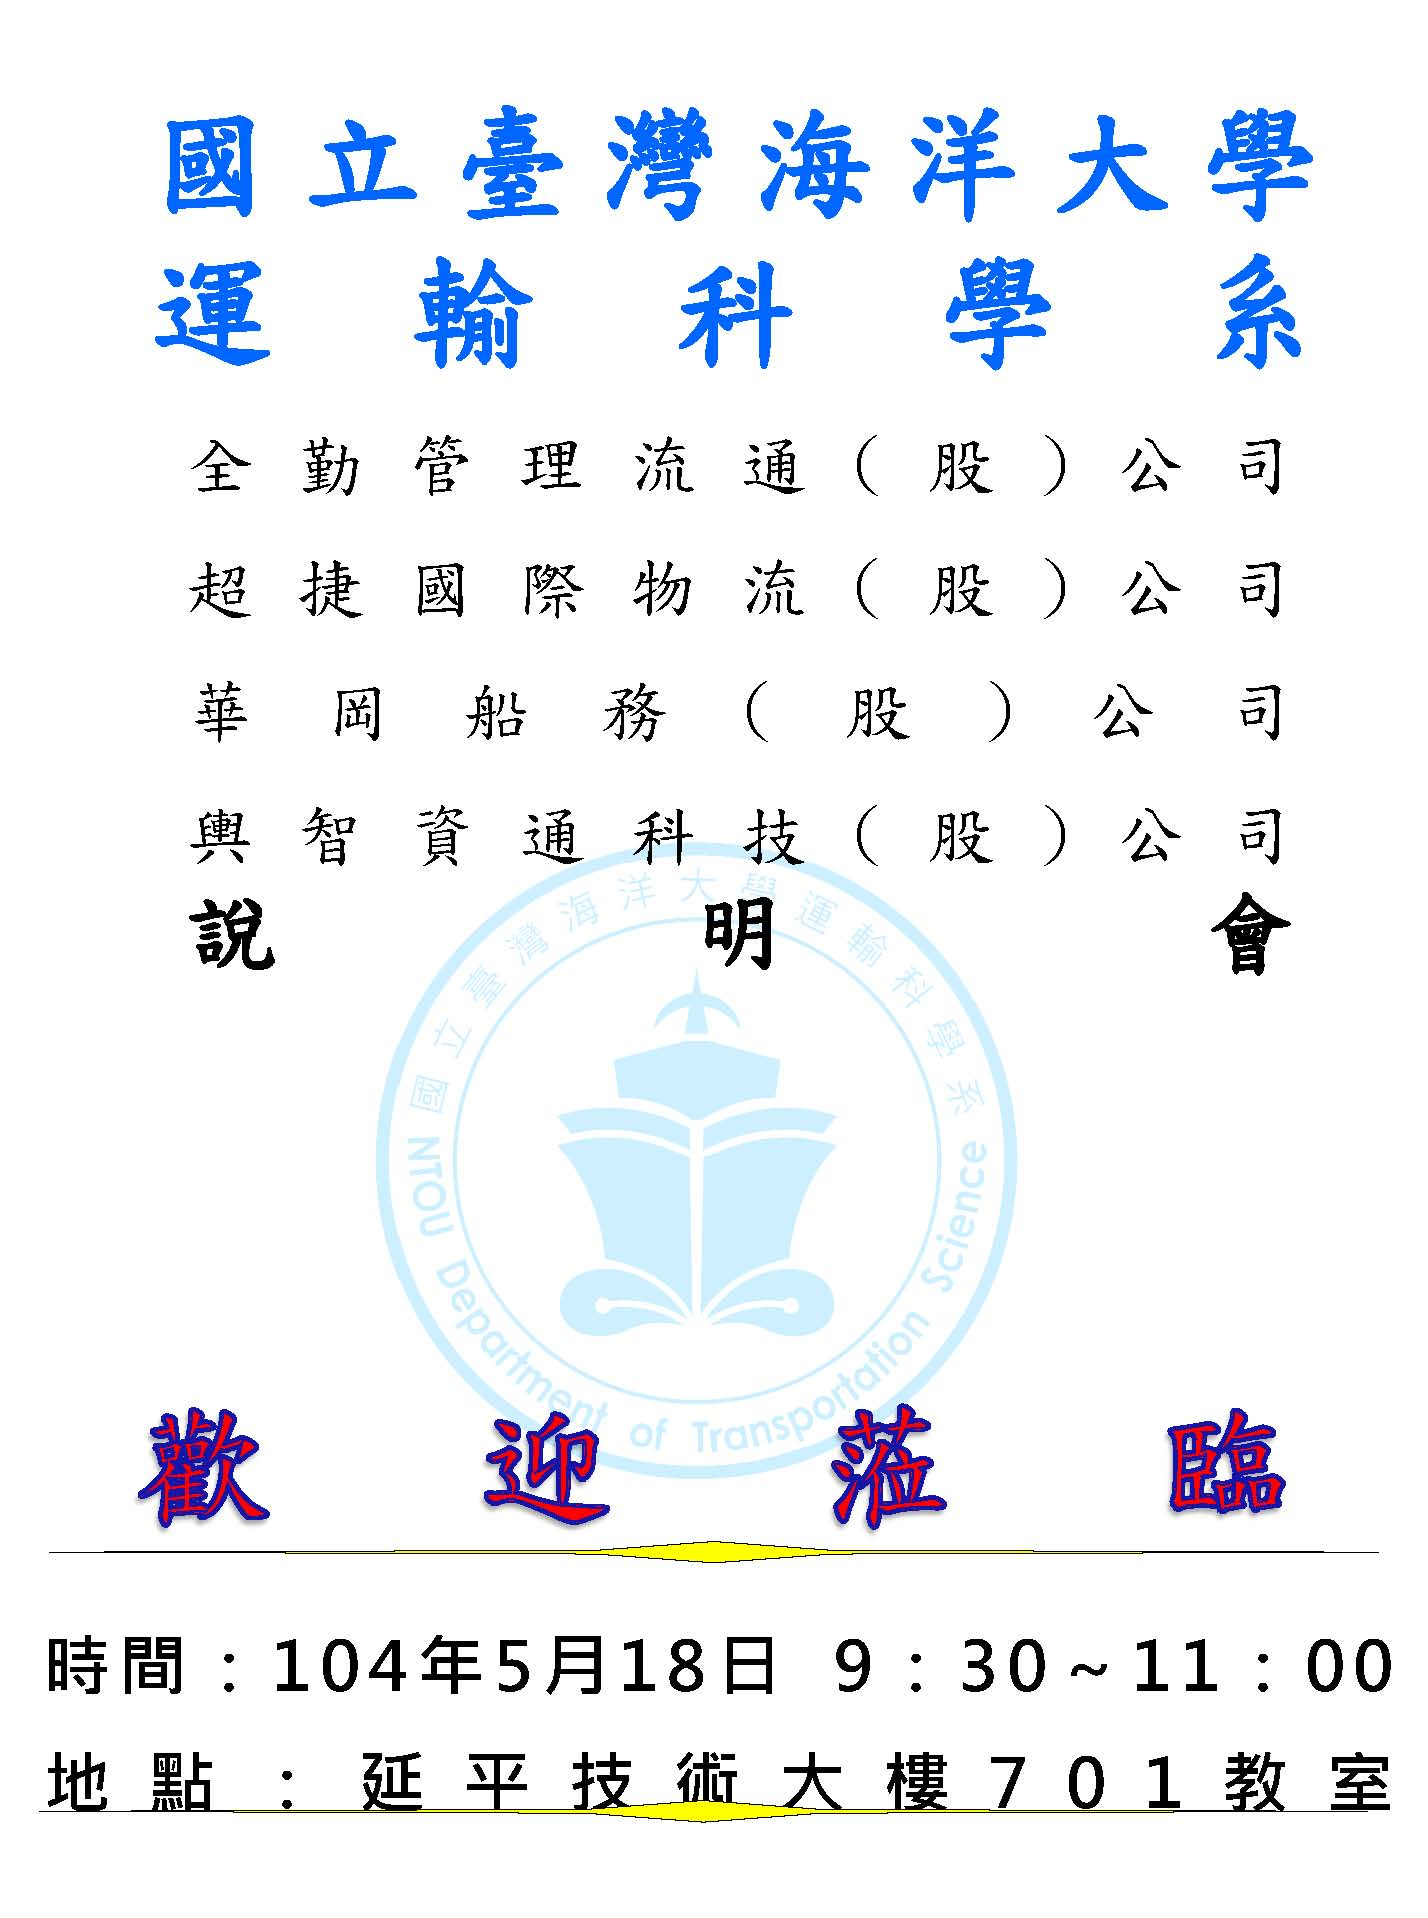 國立臺灣海洋大學
運輸科學系
全勤管理流通(股)公司
超捷國際物流(股)公司
華岡船務(股)公司
輿智資通科技(股)公司
說明會
國立臺灣海洋大學運輸科學系
NTOU Department of Transportation Science
歡迎蒞臨
時間：104年5月18日 9：30~11：00
地點：延平技術大樓701教室